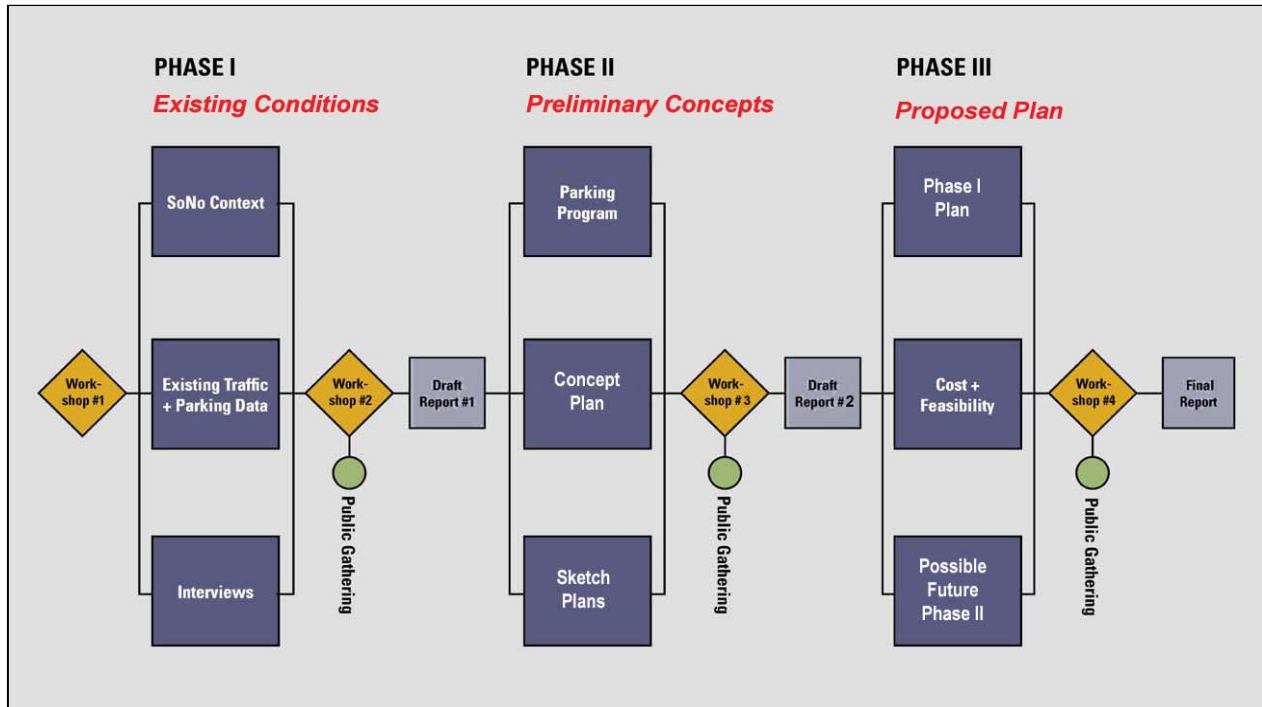 PHASE I
Existing Conditions
SoNo Context
Work-
shop #1
Existing Traffic
+ Parking Data
Interviews
Work-
shop #2
Public Gathering
Draft
Report #1
PHASE II
Preliminary Concepts
Parking
Program
Concept
Plan
Sketch
Plans
Work-
shop # 3
Public Gathering
Draft
Report # 2
PHASE III
Proposed Plan
Phase I
Plan
Cost +
Feasibility
Possible
Future
Phase II
Work-
shop #4
Public Gathering
Final
Report